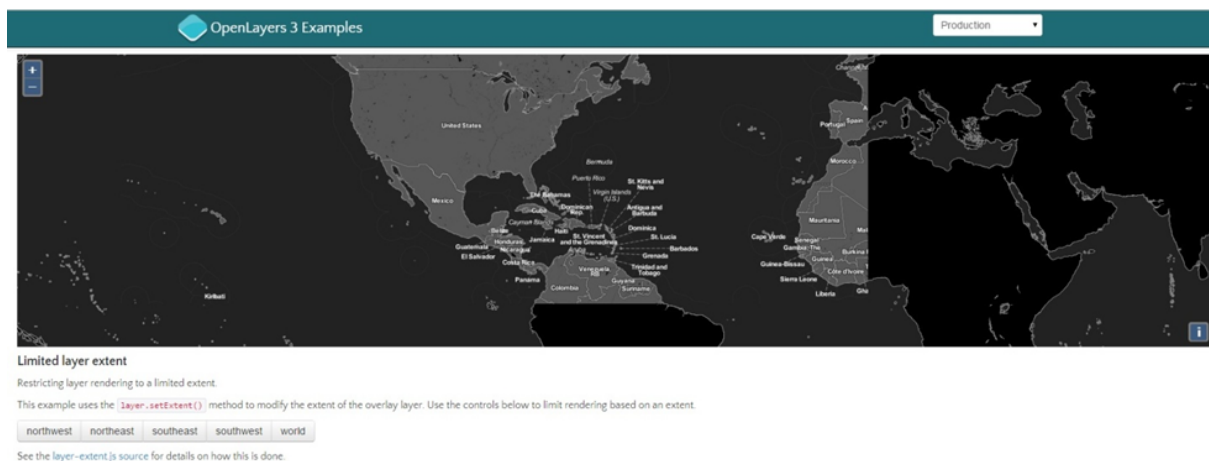 OpenLayers 3 Examples
Production
+
−
United States
Bermuda
Puerto Rico
St. Kitts and
Nevis
Virgin Islands
(U.S.)
The Bahamas
Mexico
Cuba
Dominican
Rep.
Antigua and
Barbuda
Cayman Islands
Haiti
Dominica
Belize
Jamaica
St. Vincent
and the Grenadines
St. Lucia
Guatemala
Honduras
Nicaragua
Aruba
Barbados
El Salvador
Costa Rica
Grenada
Panama
Venezuela,
RB
Trinidad and
Tobago
Colombia
Guyana
Suriname
Kiribati
Portugal
Spain
Morocco
Mauritania
Cape Verde
Senegal
Gambia, The
Burkina
Guinea-Bissau
Guinea
Côte d'Ivoire
Sierra Leone
Liberia
i
Limited layer extent
Restricting layer rendering to a limited extent.
This example uses the layer.setExtent() method to modify the extent of the overlay layer. Use the controls below to limit rendering based on an extent.
northwest northeast southeast southwest world
See the layer-extent.js source for details on how this is done.